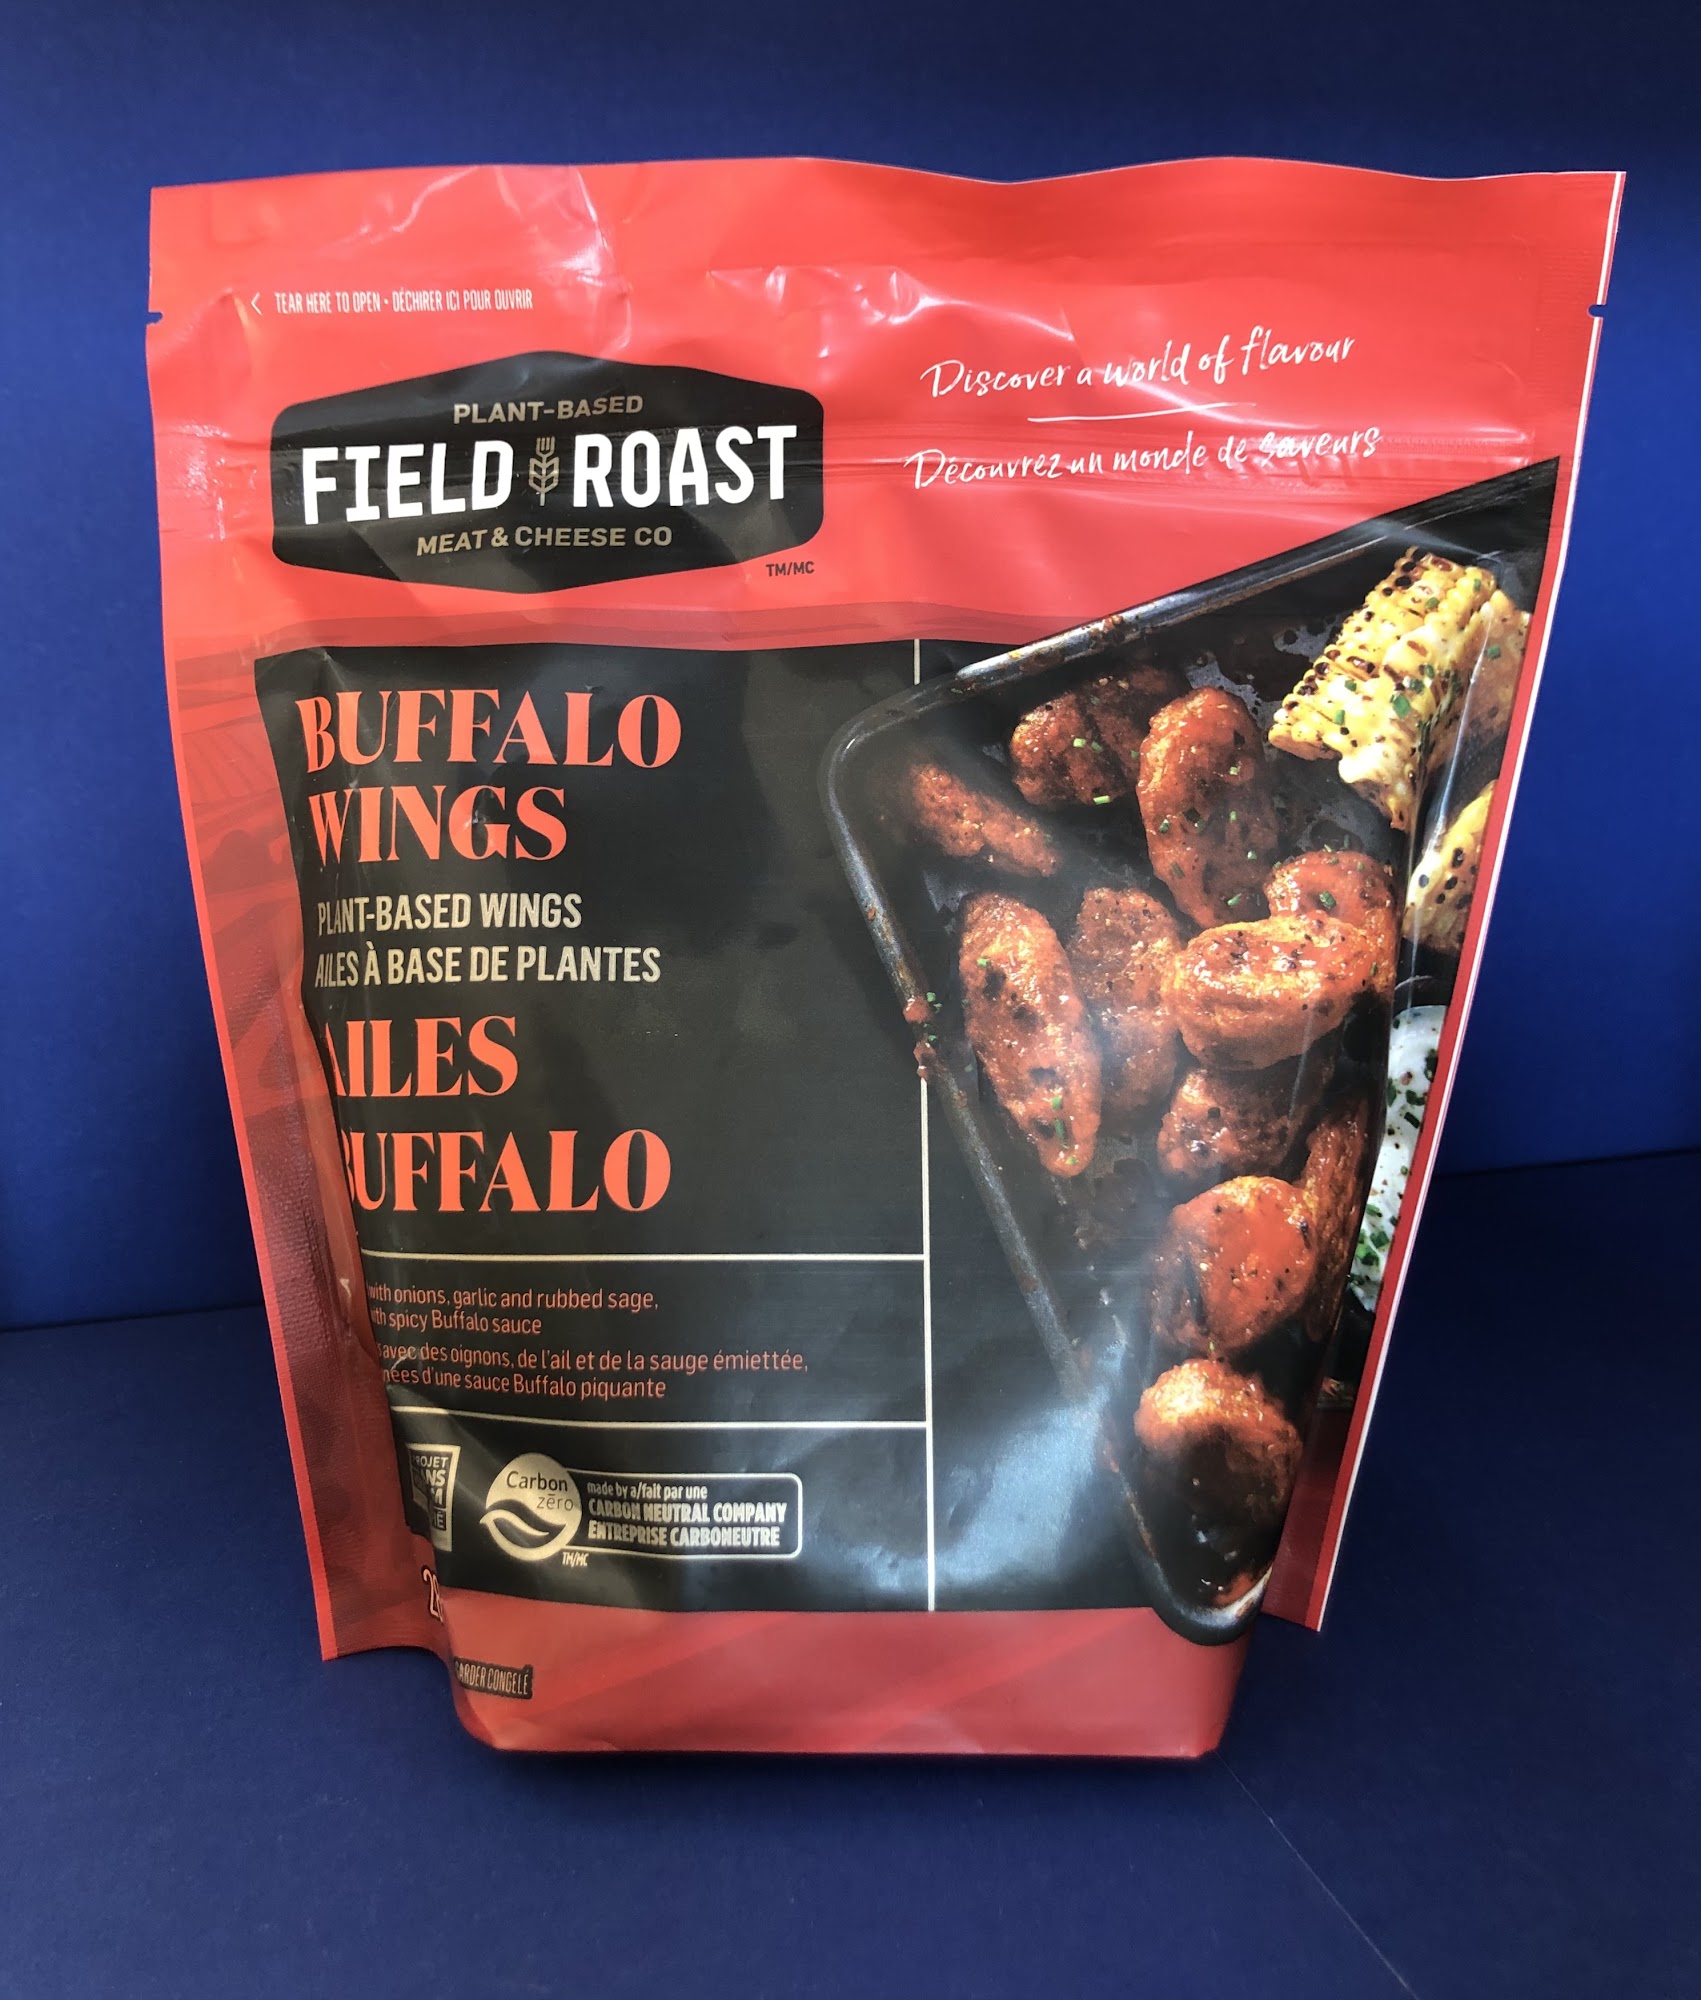 TEAR HERE TO OPEN • DÉCHIRER ICI POUR OUVRIR
Discover a world of flavour
Découvrez un monde de saveurs
PLANT-BASED
FIELD ROAST
MEAT & CHEESE CO
TM/MC
BUFFALO
WINGS
PLANT-BASED WINGS
AILES À BASE DE PLANTES
AILES
BUFFALO
with onions, garlic and rubbed sage,
spicy Buffalo sauce
avec des oignons, de l'ail et de la sauge émiettée,
d'une sauce Buffalo piquante
Carbon
zērо
made by a/fait par une
CARBON NEUTRAL COMPANY
ENTREPRISE CARBONEUTRE
TM/MC
CONGELÉ